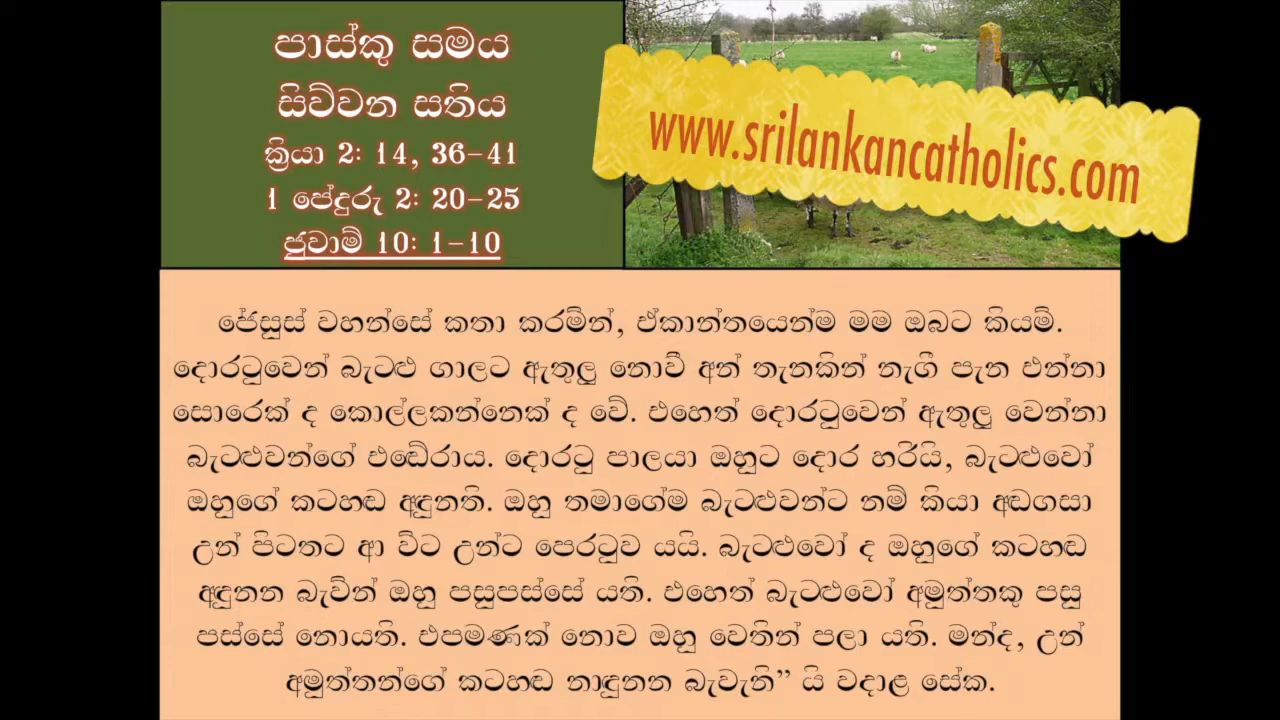 පාස්කු සමය
සිව්වන සතිය
ක්‍රියා 2: 14, 36-41
1 පේදුරු 2: 20-25
ජුවාම් 10: 1-10
www.srilankancatholics.com
ජේසුස් වහන්සේ කතා කරමින්, ඒකාන්තයෙන්ම මම ඔබට කියමි.
දොරටුවෙන් බැටළු ගාලට ඇතුලු නොවී අන් තැනකින් නැගී පැන එන්නා
සොරෙක් ද කොල්ලකන්නෙක් ද වේ. එහෙත් දොරටුවෙන් ඇතුලු වෙන්නා
බැටළුවන්ගේ එඬේරාය. දොරටු පාලයා ඔහුට දොර හරියි, බැටළුවෝ
ඔහුගේ කටහඬ අඳුනති. ඔහු තමාගේම බැටළුවන්ට නම් කියා අඬගසා
උන් පිටතට ආ විට උන්ට පෙරටුව යයි. බැටළුවෝ ද ඔහුගේ කටහඬ
අඳුනන බැවින් ඔහු පසුපස්සේ යති. එහෙත් බැටළුවෝ අමුත්තකු පසු
පස්සේ නොයති. එපමණක් නොව ඔහු වෙතින් පලා යති. මන්ද, උන්
අමුත්තන්ගේ කටහඬ නාඳුනන බැවැනි” යි වදාළ සේක.